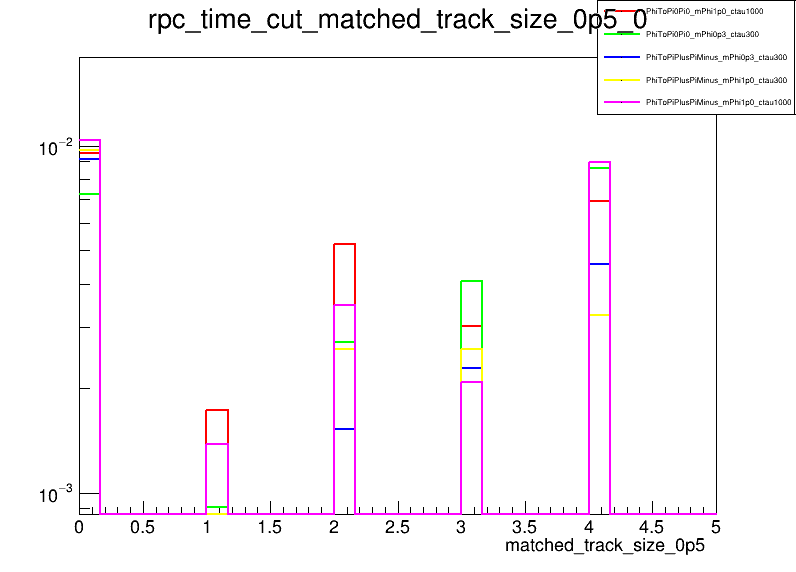 rpc_time_cut_matched_track_size_0p5_0
PhiToPi0Pi0_mPhi1p0_ctau1000
PhiToPi0Pi0_mPhi0p3_ctau300
PhiToPiPlusPiMinus_mPhi0p3_ctau300
PhiToPiPlusPiMinus_mPhi1p0_ctau300
PhiToPiPlusPiMinus_mPhi1p0_ctau1000
10⁻²
10⁻³
0 0.5 1 1.5 2 2.5 3 3.5 4 4.5 5
matched_track_size_0p5